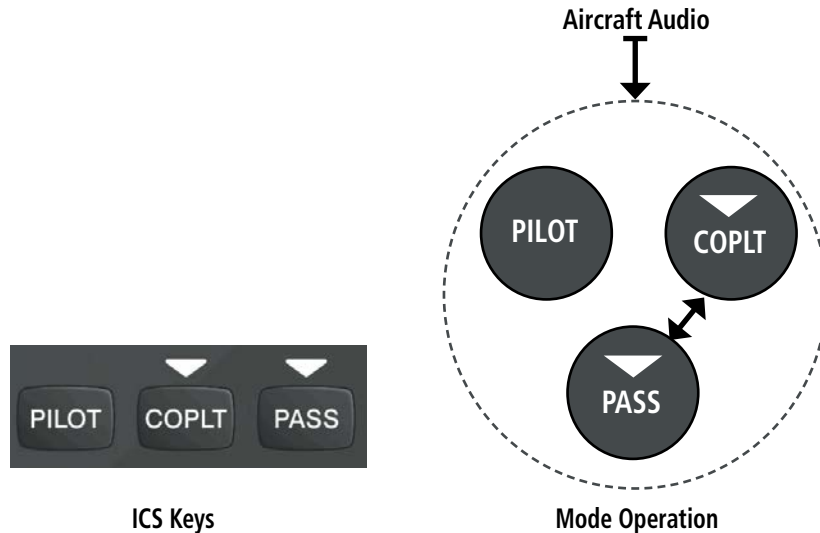 Aircraft Audio
PILOT
COPLT
PASS
PILOT COPLT PASS
ICS Keys
Mode Operation